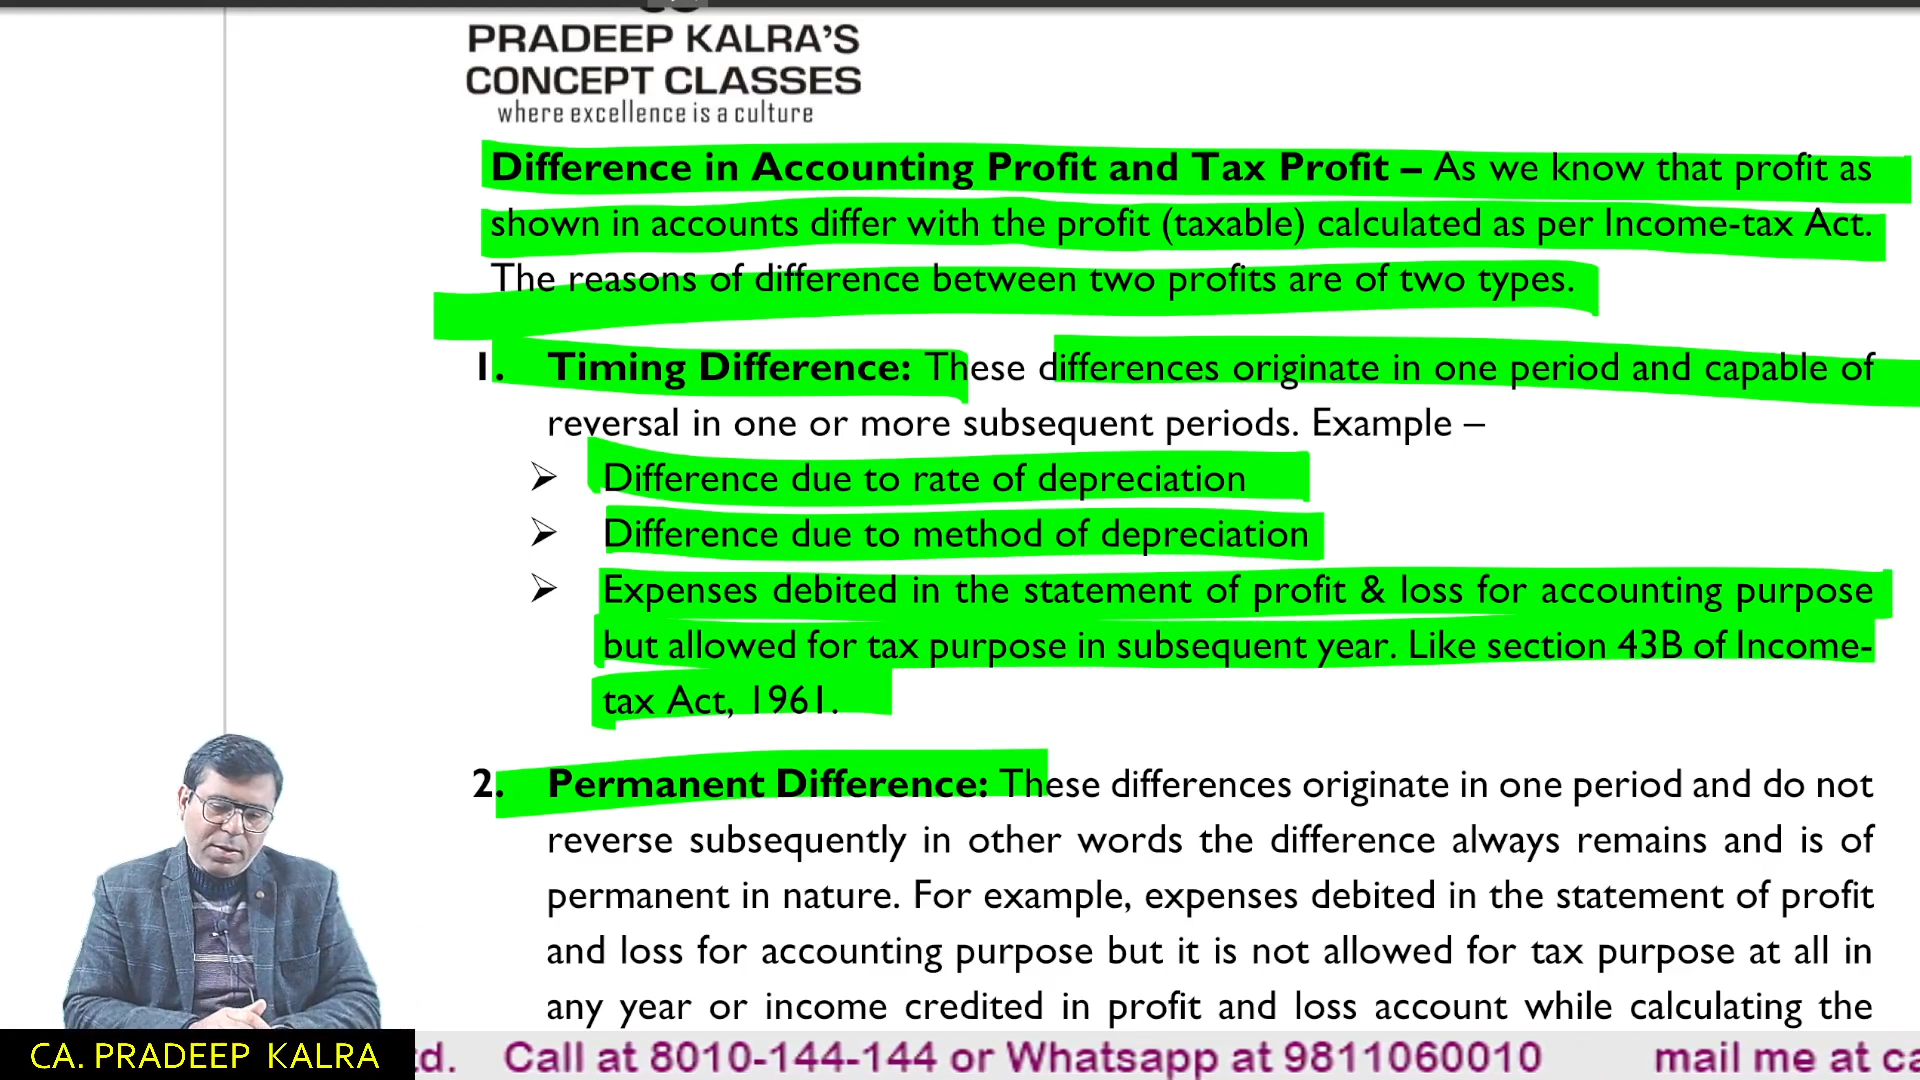 PRADEEP KALRA'S
CONCEPT CLASSES
where excellence is a culture
Difference in Accounting Profit and Tax Profit – As we know that profit as
shown in accounts differ with the profit (taxable) calculated as per Income-tax Act.
The reasons of difference between two profits are of two types.
1. Timing Difference: These differences originate in one period and capable of
reversal in one or more subsequent periods. Example –
➢ Difference due to rate of depreciation
➢ Difference due to method of depreciation
➢ Expenses debited in the statement of profit & loss for accounting purpose
but allowed for tax purpose in subsequent year. Like section 43B of Income-
tax Act, 1961.
2. Permanent Difference: These differences originate in one period and do not
reverse subsequently in other words the difference always remains and is of
permanent in nature. For example, expenses debited in the statement of profit
and loss for accounting purpose but it is not allowed for tax purpose at all in
any year or income credited in profit and loss account while calculating the
CA. PRADEEP KALRA
td. Call at 8010-144-144 or Whatsapp at 9811060010 mail me at ca